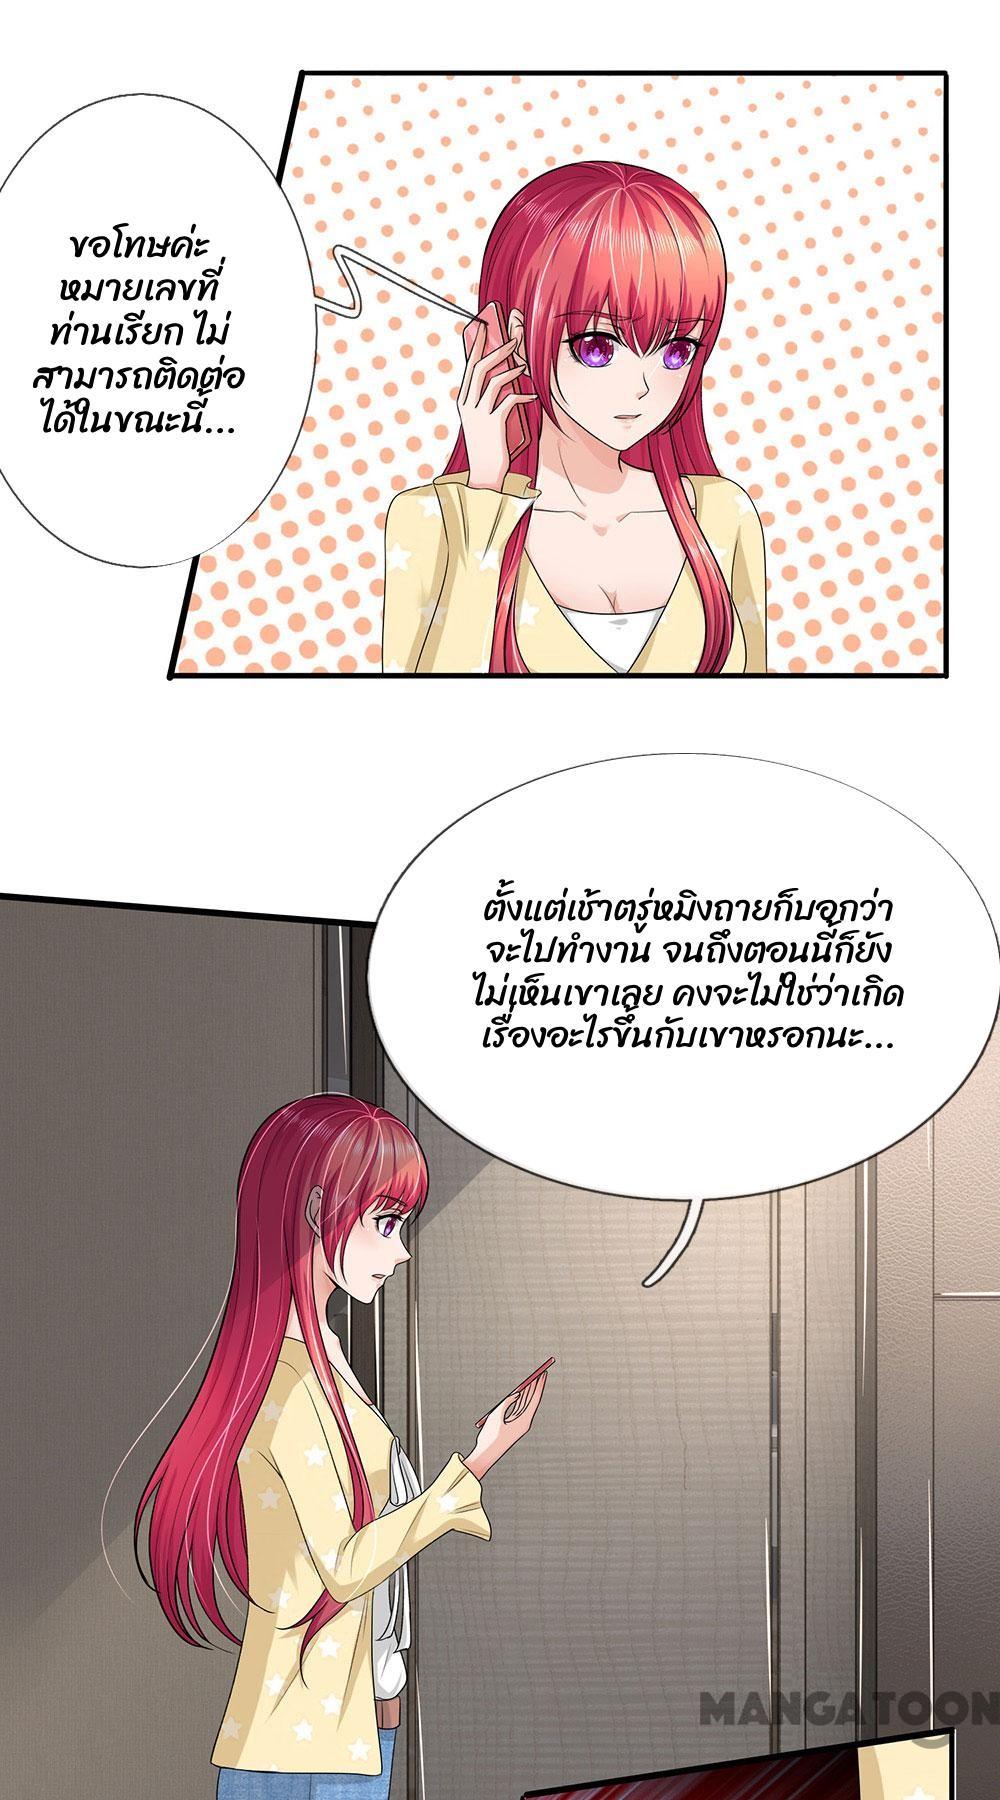 ขอโทษค่ะ
หมายเลขที่
ท่านเรียก ไม่
สามารถติดต่อ
ได้ในขณะนี้...
ตั้งแต่เช้าตรู่หมิงถายก็บอกว่า
จะไปทำงาน จนถึงตอนนี้ก็ยัง
ไม่เห็นเขาเลย คงจะไม่ใช่ว่าเกิด
เรื่องอะไรขึ้นกับเขาหรอกนะ...
MANGATOON